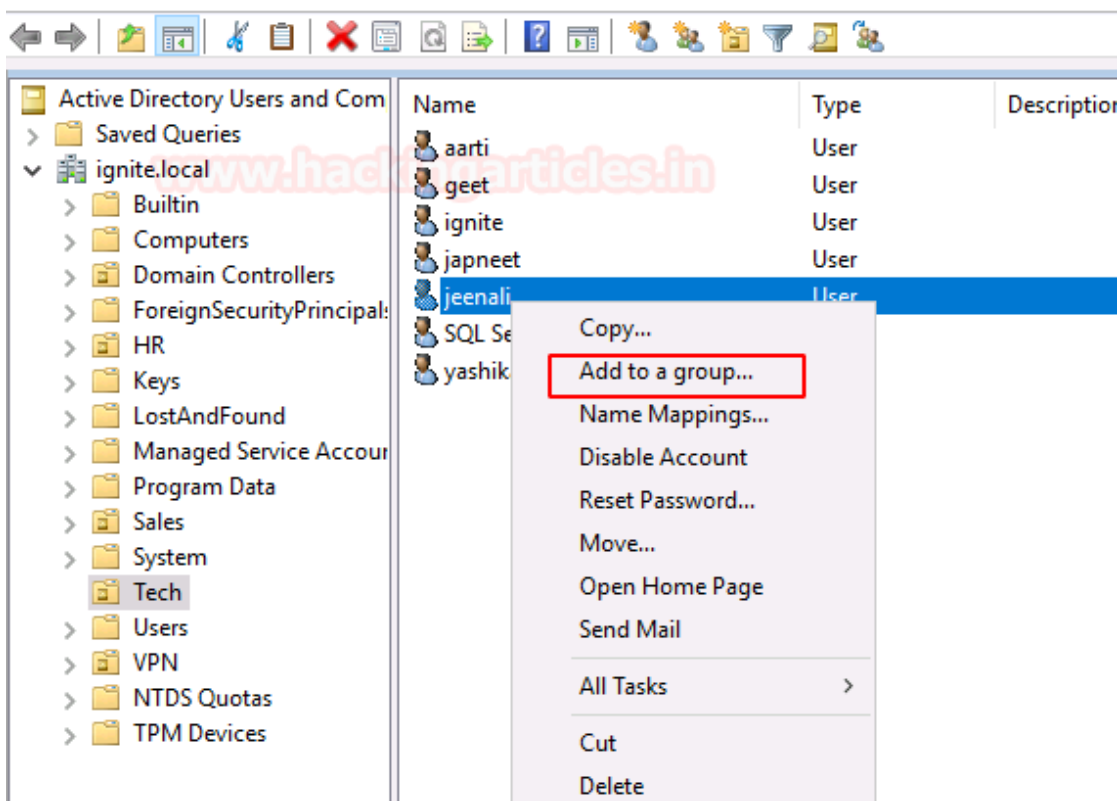 Active Directory Users and Com
Saved Queries
ignite.local
Builtin
Computers
Domain Controllers
ForeignSecurityPrincipals
HR
Keys
LostAndFound
Managed Service Accour
Program Data
Sales
System
Tech
Users
VPN
NTDS Quotas
TPM Devices
Name Type Description
aarti User
geet User
ignite User
japneet User
jeenali User
SQL Se
yashika
Copy...
Add to a group...
Name Mappings...
Disable Account
Reset Password...
Move...
Open Home Page
Send Mail
All Tasks
Cut
Delete
www.hackingarticles.in